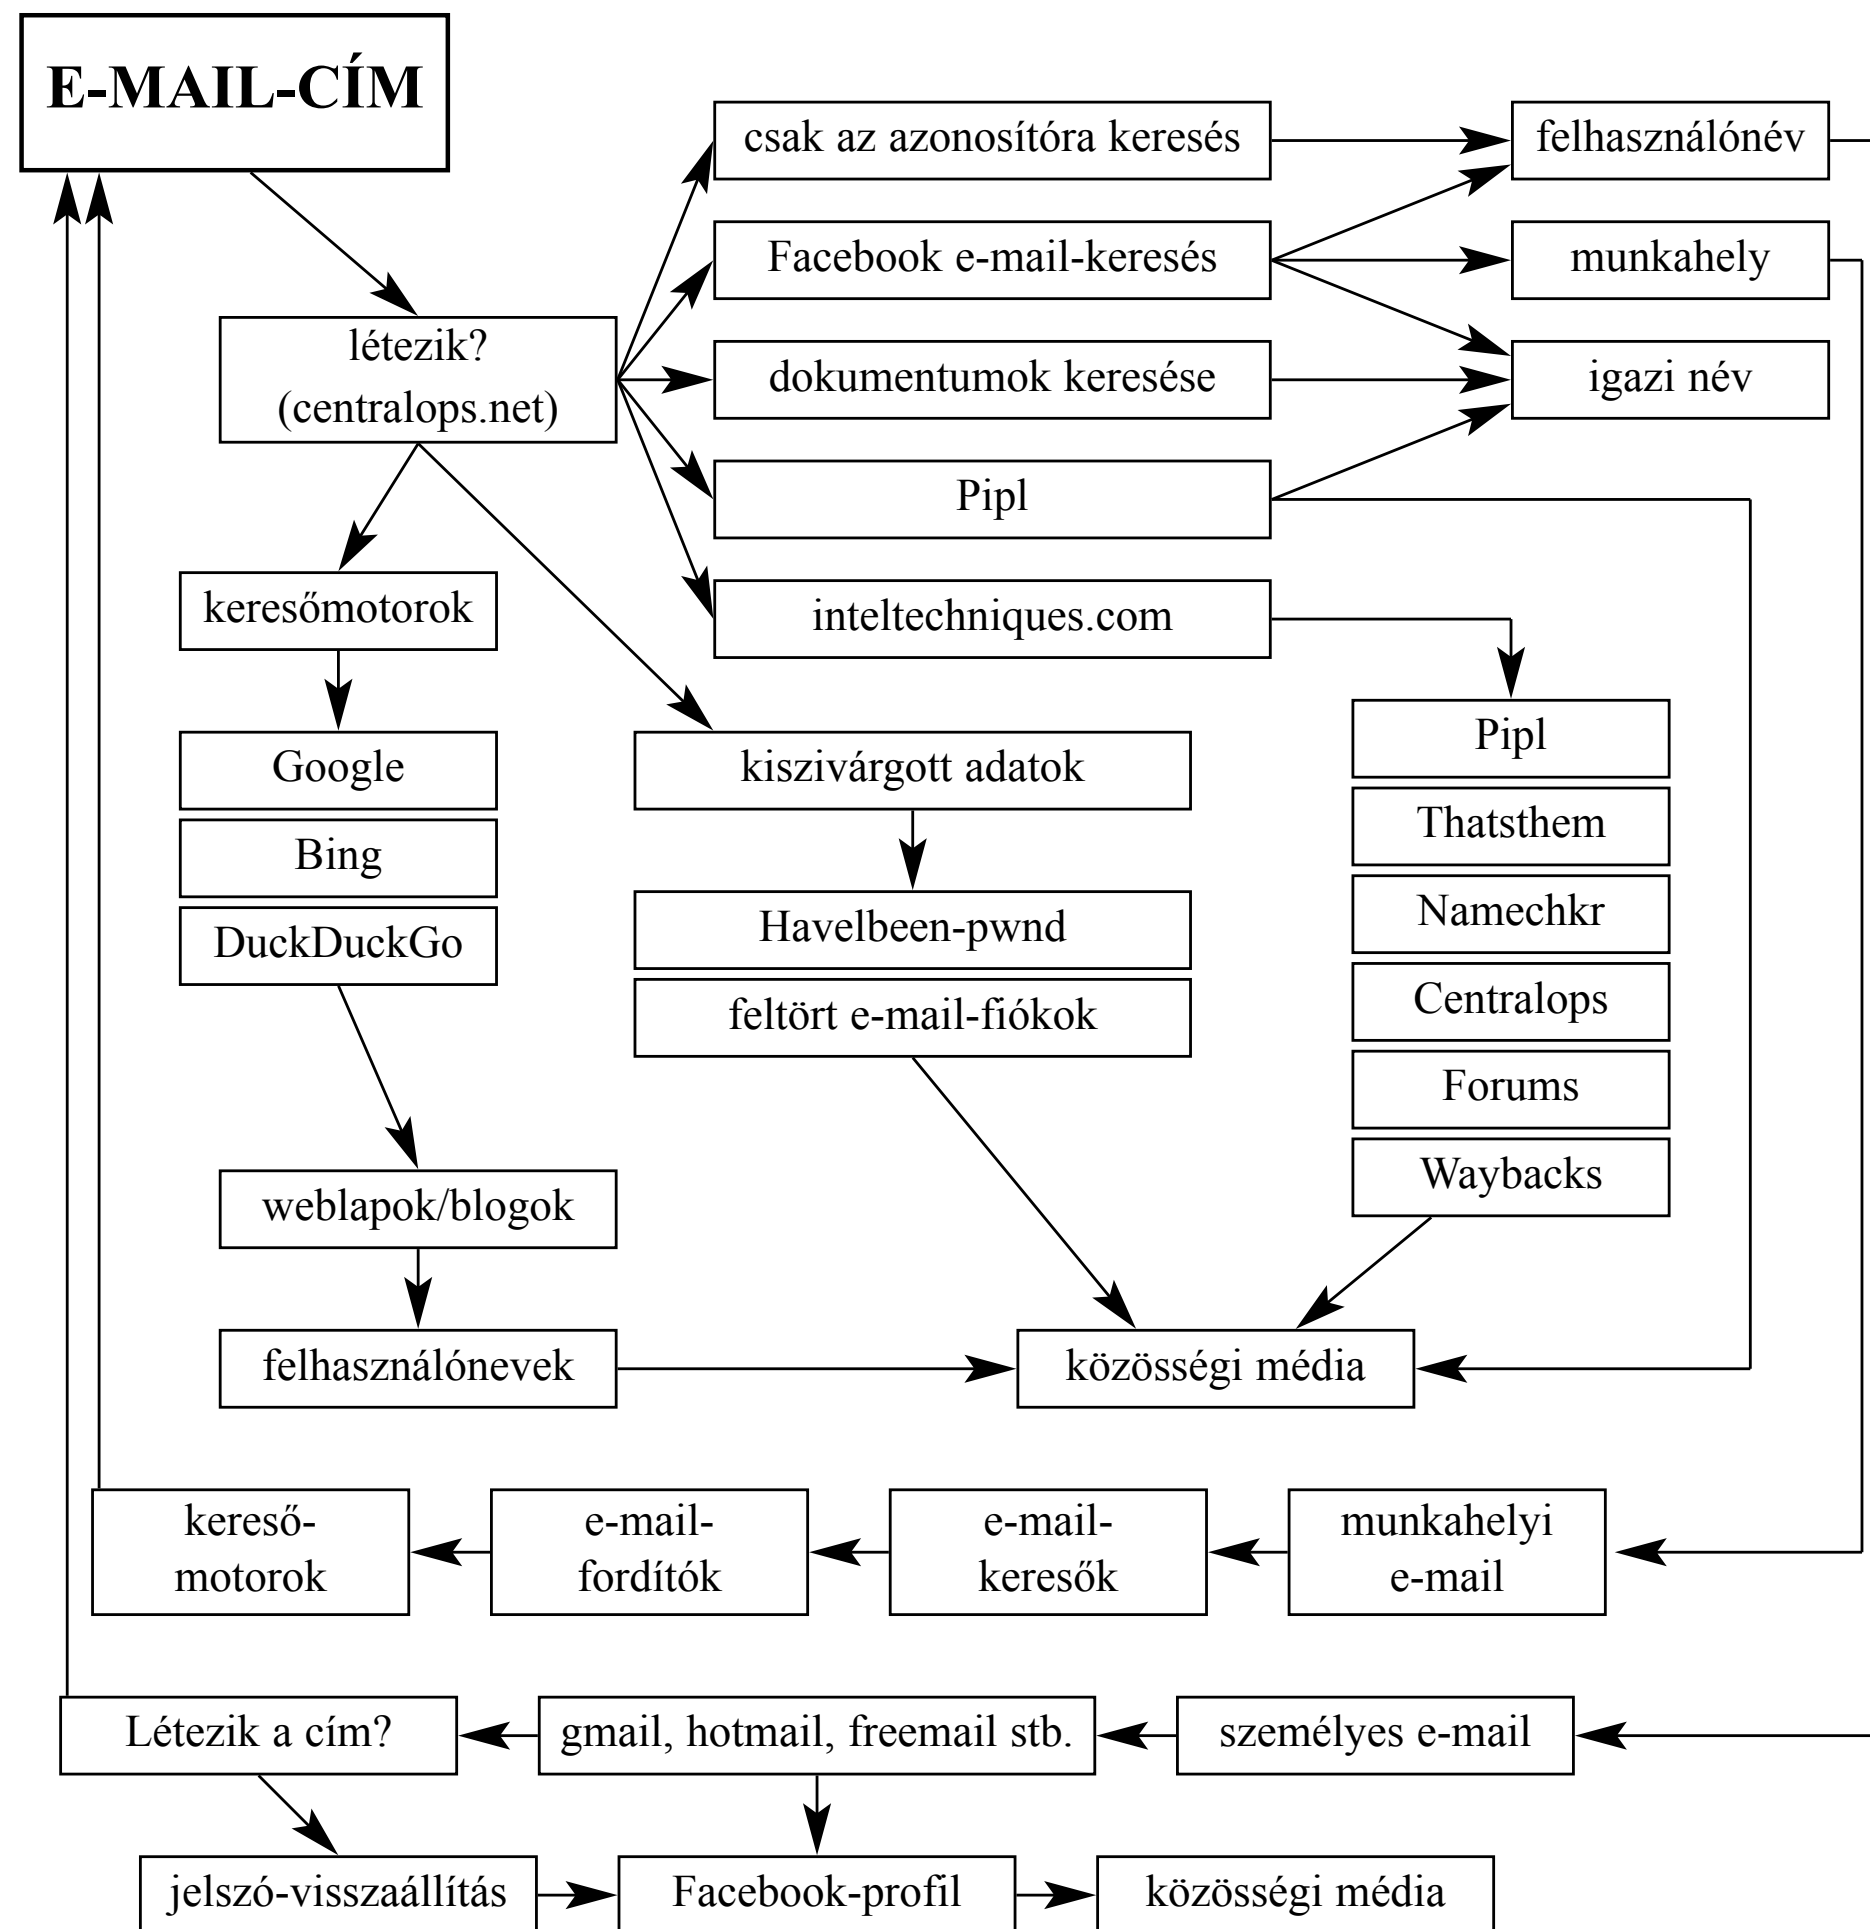 E-MAIL-CÍM
csak az azonosítóra keresés
felhasználónév
Facebook e-mail-keresés
munkahely
létezik?
(centralops.net)
dokumentumok keresése
igazi név
Pipl
keresőmotorok
inteltechniques.com
Google
Bing
DuckDuckGo
kiszivárgott adatok
Havelbeen-pwnd
feltört e-mail-fiókok
Pipl
Thatsthem
Namechkr
Centralops
Forums
Waybacks
weblapok/blogok
felhasználónevek
közösségi média
kereső-
motorok
e-mail-
fordítók
e-mail-
keresők
munkahelyi
e-mail
Létezik a cím?
gmail, hotmail, freemail stb.
személyes e-mail
jelszó-visszaállítás
Facebook-profil
közösségi média